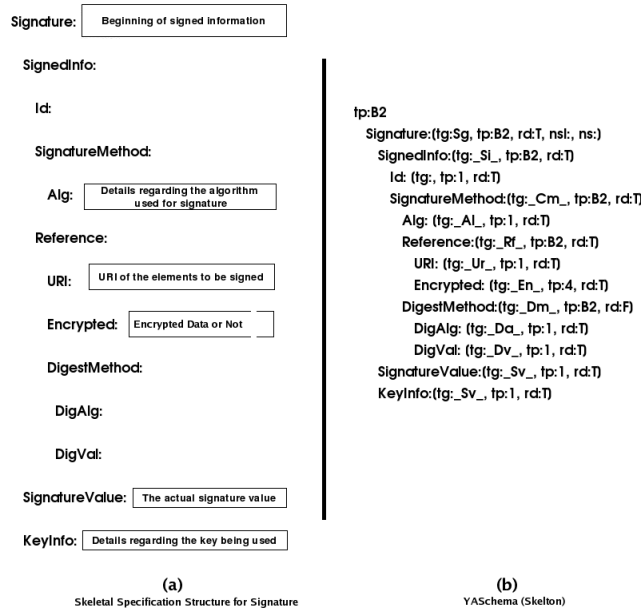 Signature: Beginning of signed information
SignedInfo:
Id:
SignatureMethod:
Alg: Details regarding the algorithm
used for signature
Reference:
URI: URI of the elements to be signed
Encrypted: Encrypted Data or Not
DigestMethod:
DigAlg:
DigVal:
SignatureValue: The actual signature value
KeyInfo: Details regarding the key being used
(a)
Skeletal Specification Structure for Signature
tp:B2
Signature:(tg:Sg, tp:B2, rd:T, nsl:, ns:)
SignedInfo:(tg:_Si_, tp:B2, rd:T)
Id: (tg:, tp:1, rd:T)
SignatureMethod:(tg:_Cm_, tp:B2, rd:T)
Alg: (tg:_Al_, tp:1, rd:T)
Reference:(tg:_Rf_, tp:B2, rd:T)
URI: (tg:_Ur_, tp:1, rd:T)
Encrypted: (tg:_En_, tp:4, rd:T)
DigestMethod:(tg:_Dm_, tp:B2, rd:F)
DigAlg: (tg:_Da_, tp:1, rd:T)
DigVal: (tg:_Dv_, tp:1, rd:T)
SignatureValue:(tg:_Sv_, tp:1, rd:T)
KeyInfo:(tg:_Sv_, tp:1, rd:T)
(b)
YASchema (Skelton)